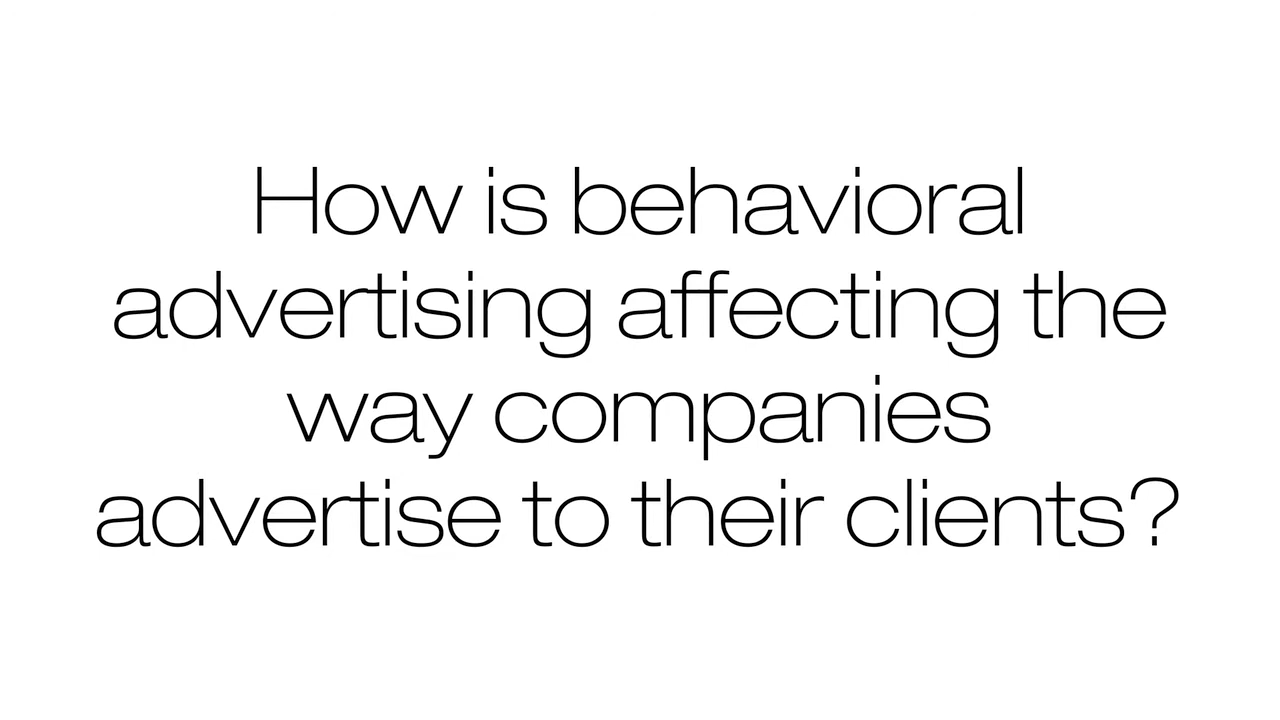 How is behavioral
advertising affecting the
way companies
advertise to their clients?